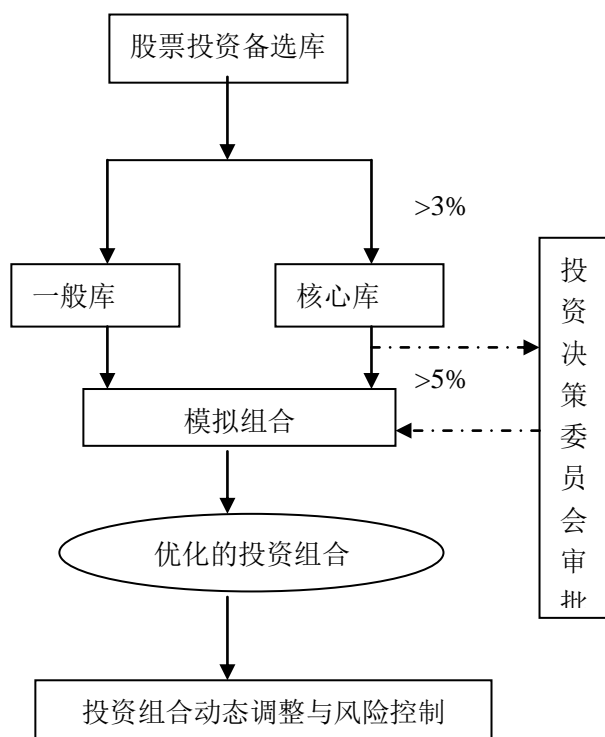 股票投资备选库
>3%
一般库
核心库
>5%
模拟组合
优化的投资组合
投资组合动态调整与风险控制
投
资
决
策
委
员
会
审
批